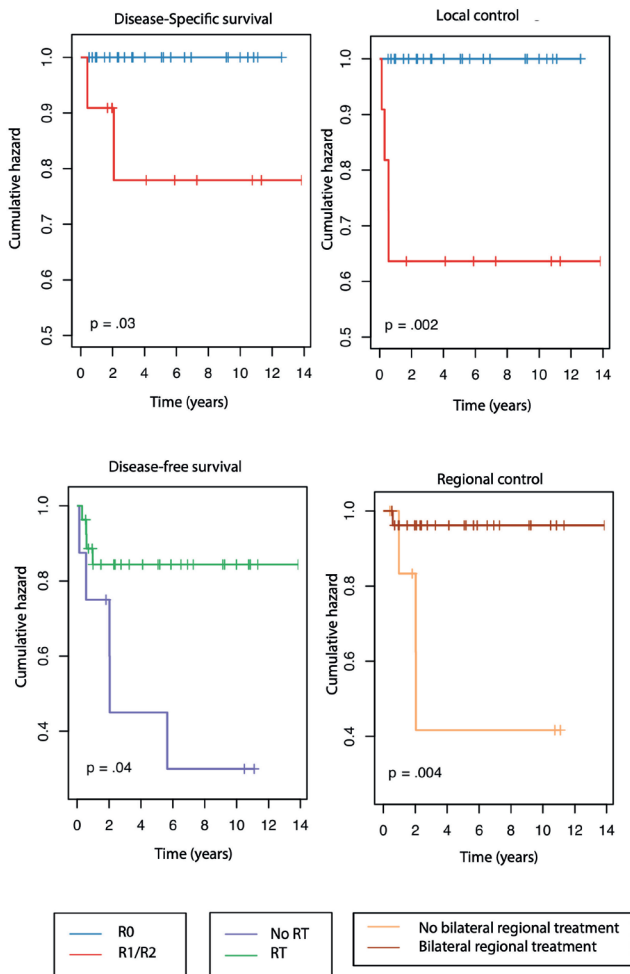 Disease-Specific survival
Cumulative hazard
1.0
0.9
0.8
0.7
0.6
0.5
p = .03
0 2 4 6 8 10 12 14
Time (years)
Local control
Cumulative hazard
1.0
0.9
0.8
0.7
0.6
0.5
p = .002
0 2 4 6 8 10 12 14
Time (years)
Disease-free survival
Cumulative hazard
1.0
0.8
0.6
0.4
p = .04
0 2 4 6 8 10 12 14
Time (years)
Regional control
Cumulative hazard
1.0
0.8
0.6
0.4
p = .004
0 2 4 6 8 10 12 14
Time (years)
R0
R1/R2
No RT
RT
No bilateral regional treatment
Bilateral regional treatment